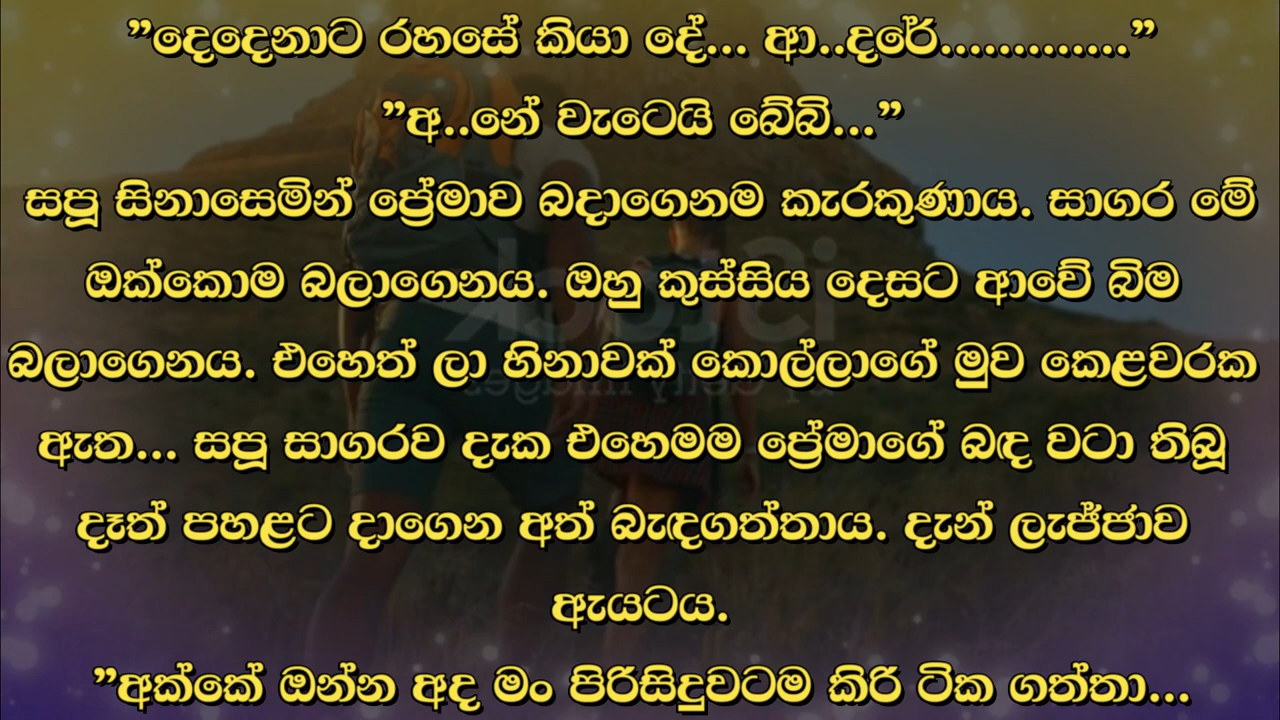 ”දෙදෙනාට රහසේ කියා දේ... ආ..දරේ.............”
”අ..නේ වැටෙයි බේබි...”
සපූ සිනාසෙමින් ප්‍රේමාව බදාගෙනම කැරකුණාය. සාගර මේ
ඔක්කොම බලාගෙනය. ඔහු කුස්සිය දෙසට ආවේ බිම
බලාගෙනය. එහෙත් ලා හිනාවක් කොල්ලාගේ මුව කෙළවරක
ඇත... සපූ සාගරව දැක එහෙමම ප්‍රේමාගේ බඳ වටා තිබූ
දෑත් පහළට දාගෙන අත් බැඳගත්තාය. දැන් ලැජ්ජාව
ඇයටය.
”අක්කේ ඔන්න අද මං පිරිසිදුවටම කිරි ටික ගත්තා...